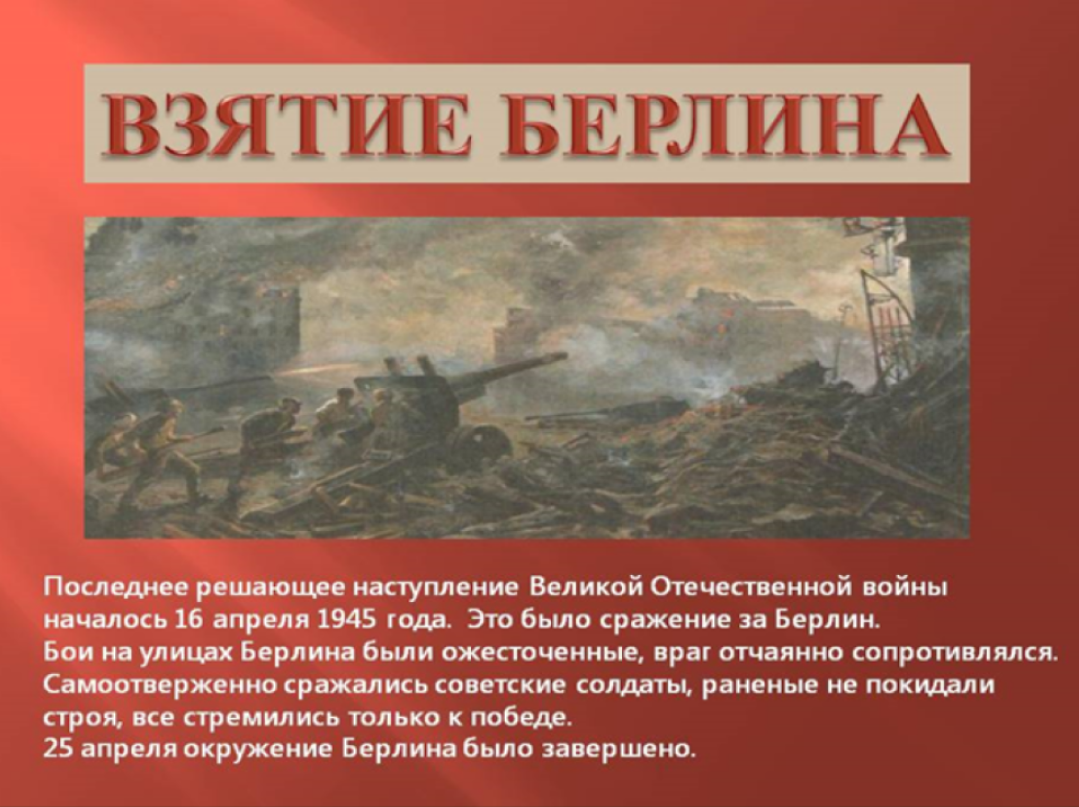 ВЗЯТИЕ БЕРЛИНА
Последнее решающее наступление Великой Отечественной войны
началось 16 апреля 1945 года.  Это было сражение за Берлин.
Бои на улицах Берлина были ожесточенные, враг отчаянно сопротивлялся.
Самоотверженно сражались советские солдаты, раненые не покидали
строя, все стремились только к победе.
25 апреля окружение Берлина было завершено.